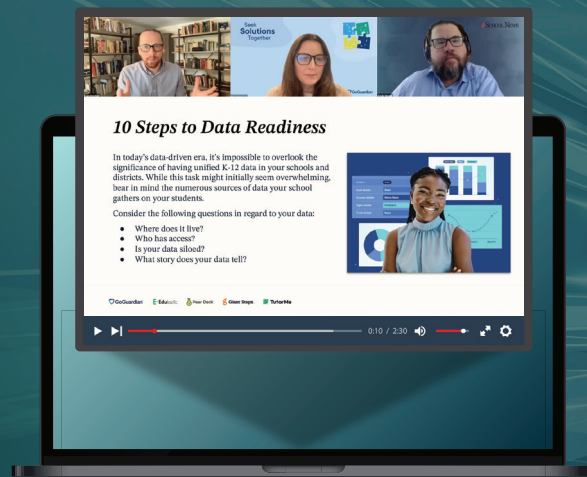 Seek
Solutions
Together
GoGuardian
eSchool News
10 Steps to Data Readiness
In today's data-driven era, it's impossible to overlook the
significance of having unified K-12 data in your schools and
districts. While this task might initially seem overwhelming,
bear in mind the numerous sources of data your school
gathers on your students.
Consider the following questions in regard to your data:
• Where does it live?
• Who has access?
• Is your data siloed?
• What story does your data tell?
GoGuardian Edulastic Pear Deck Giant Steps TutorMe
0:10 / 2:30